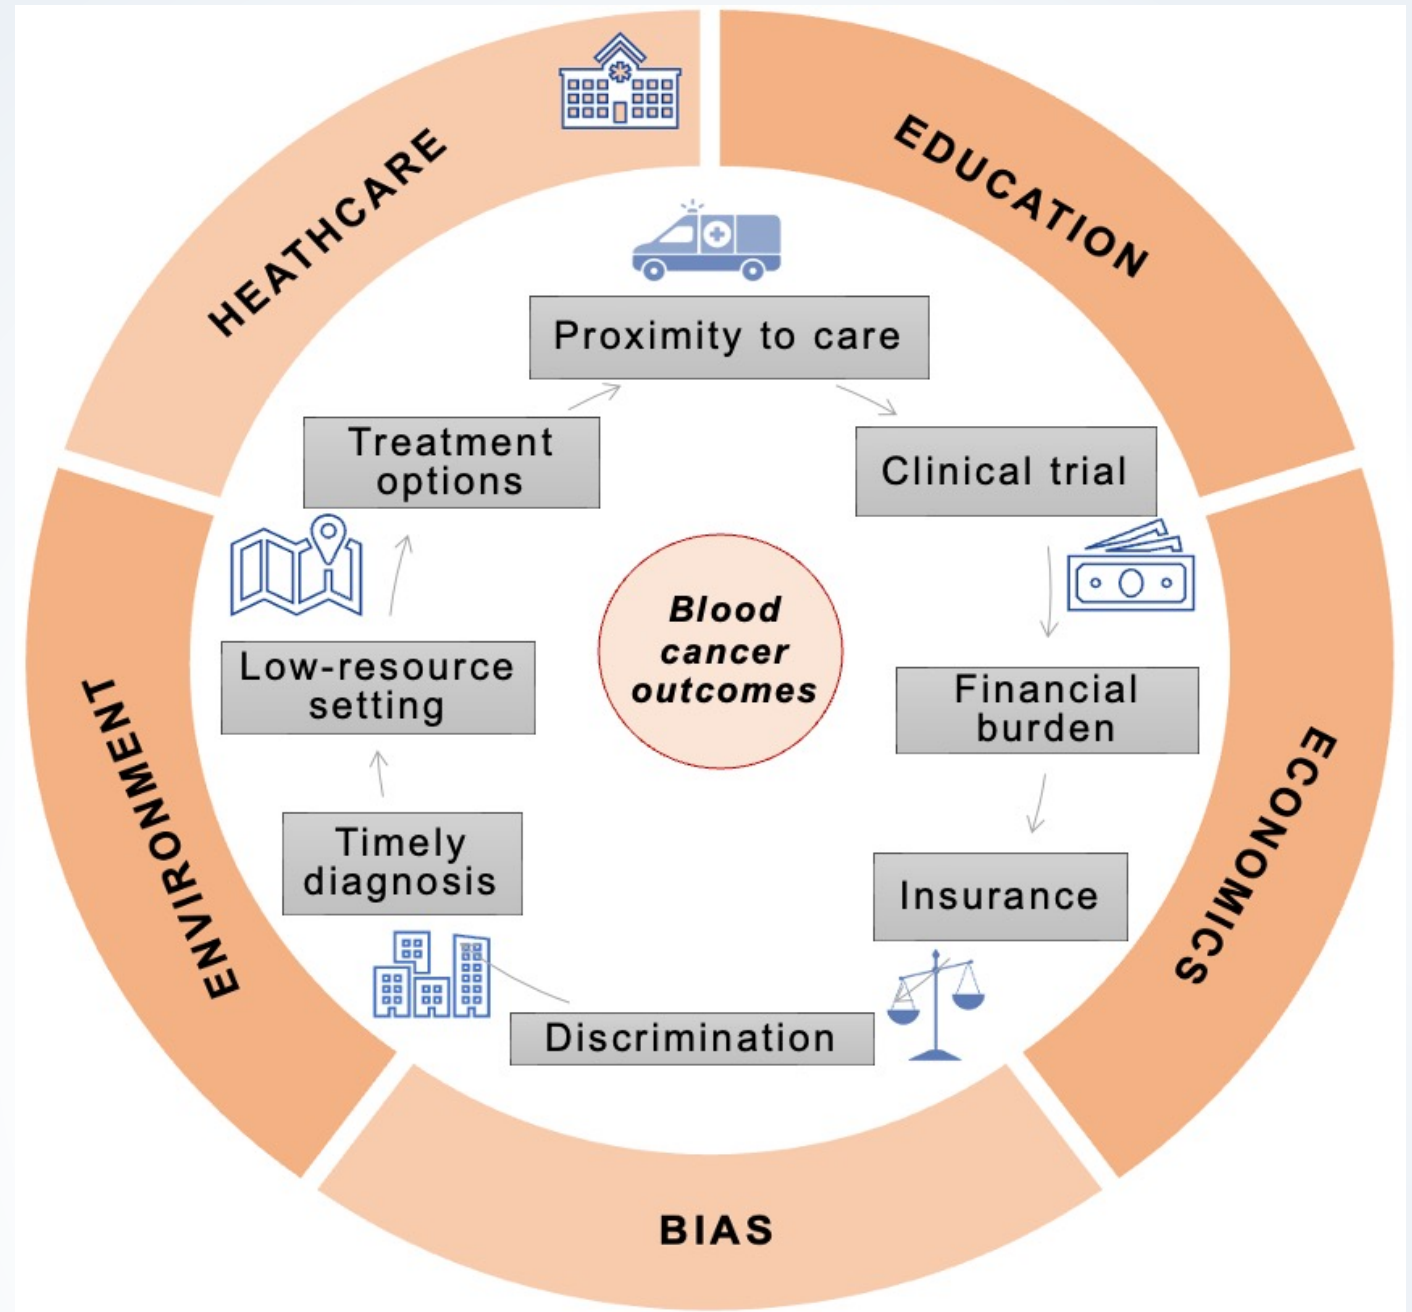 HEATHCARE
EDUCATION
Proximity to care
Treatment
options
Clinical trial
Blood
cancer
outcomes
Low-resource
setting
Financial
burden
ENVIRONMENT
ECONOMICS
Timely
diagnosis
Insurance
Discrimination
BIAS